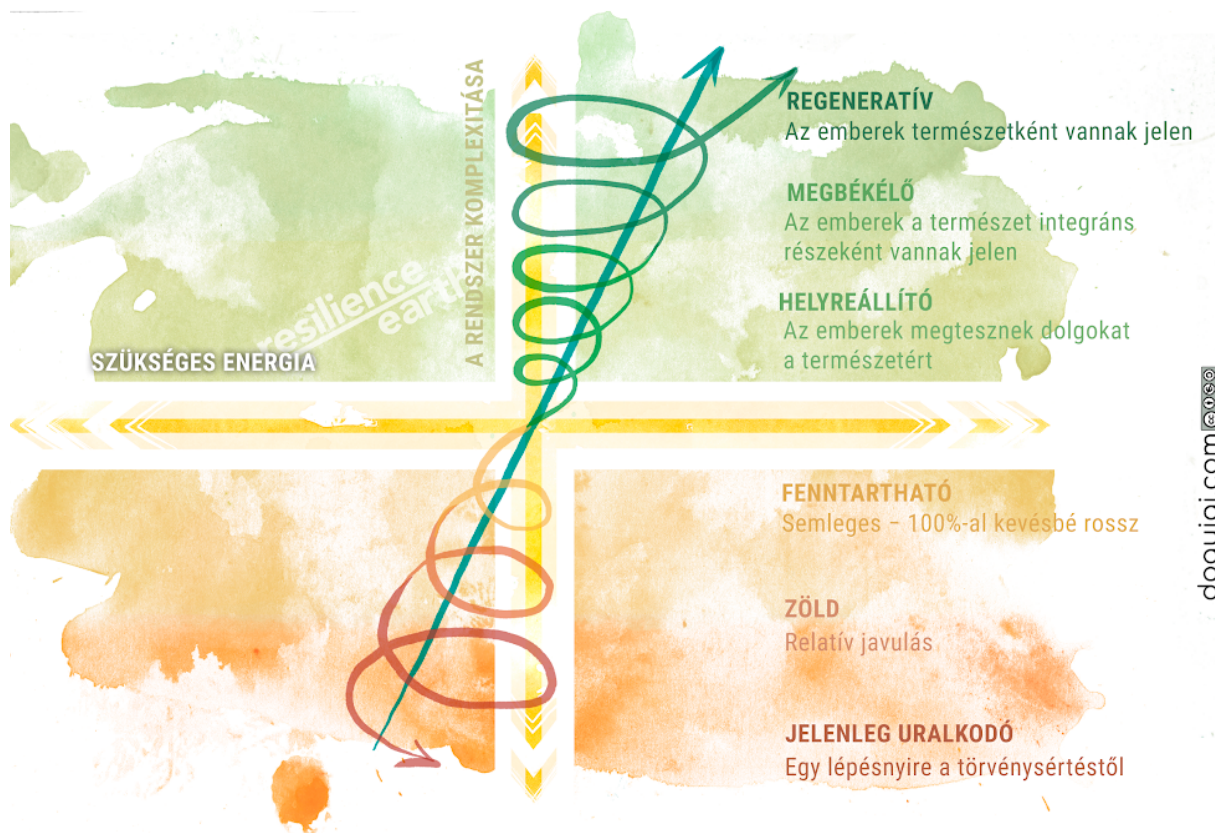 A RENDSZER KOMPLEXITÁSA
REGENERATÍV
Az emberek természetként vannak jelen
MEGBÉKÉLŐ
Az emberek a természet integráns
részeként vannak jelen
HELYREÁLLÍTÓ
Az emberek megtesznek dolgokat
a természetért
resilience
earth
SZÜKSÉGES ENERGIA
FENNTARTHATÓ
Semleges – 100%-al kevésbé rossz
ZÖLD
Relatív javulás
JELENLEG URALKODÓ
Egy lépésnyire a törvénysértéstől